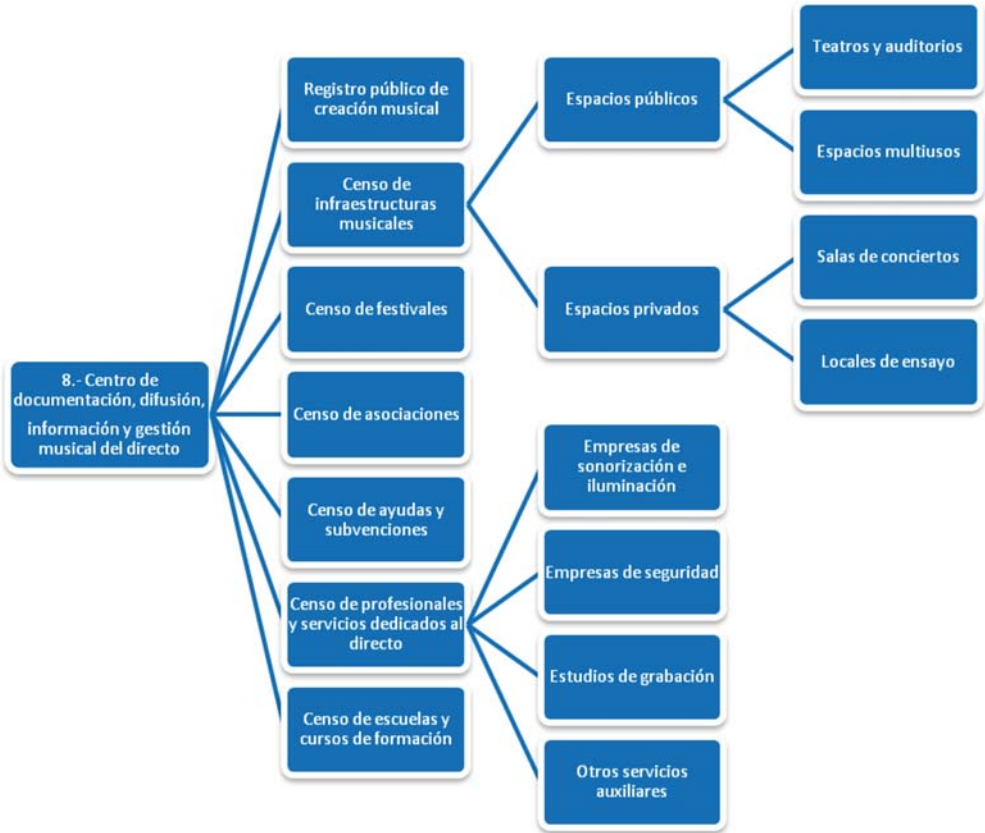 8.- Centro de
documentación, difusión,
información y gestión
musical del directo
Registro público de
creación musical
Censo de
infraestructuras
musicales
Censo de festivales
Censo de asociaciones
Censo de ayudas y
subvenciones
Censo de profesionales
y servicios dedicados al
directo
Censo de escuelas y
cursos de formación
Espacios públicos
Espacios privados
Empresas de
sonorización e
iluminación
Empresas de seguridad
Estudios de grabación
Otros servicios
auxiliares
Teatros y auditorios
Espacios multiusos
Salas de conciertos
Locales de ensayo